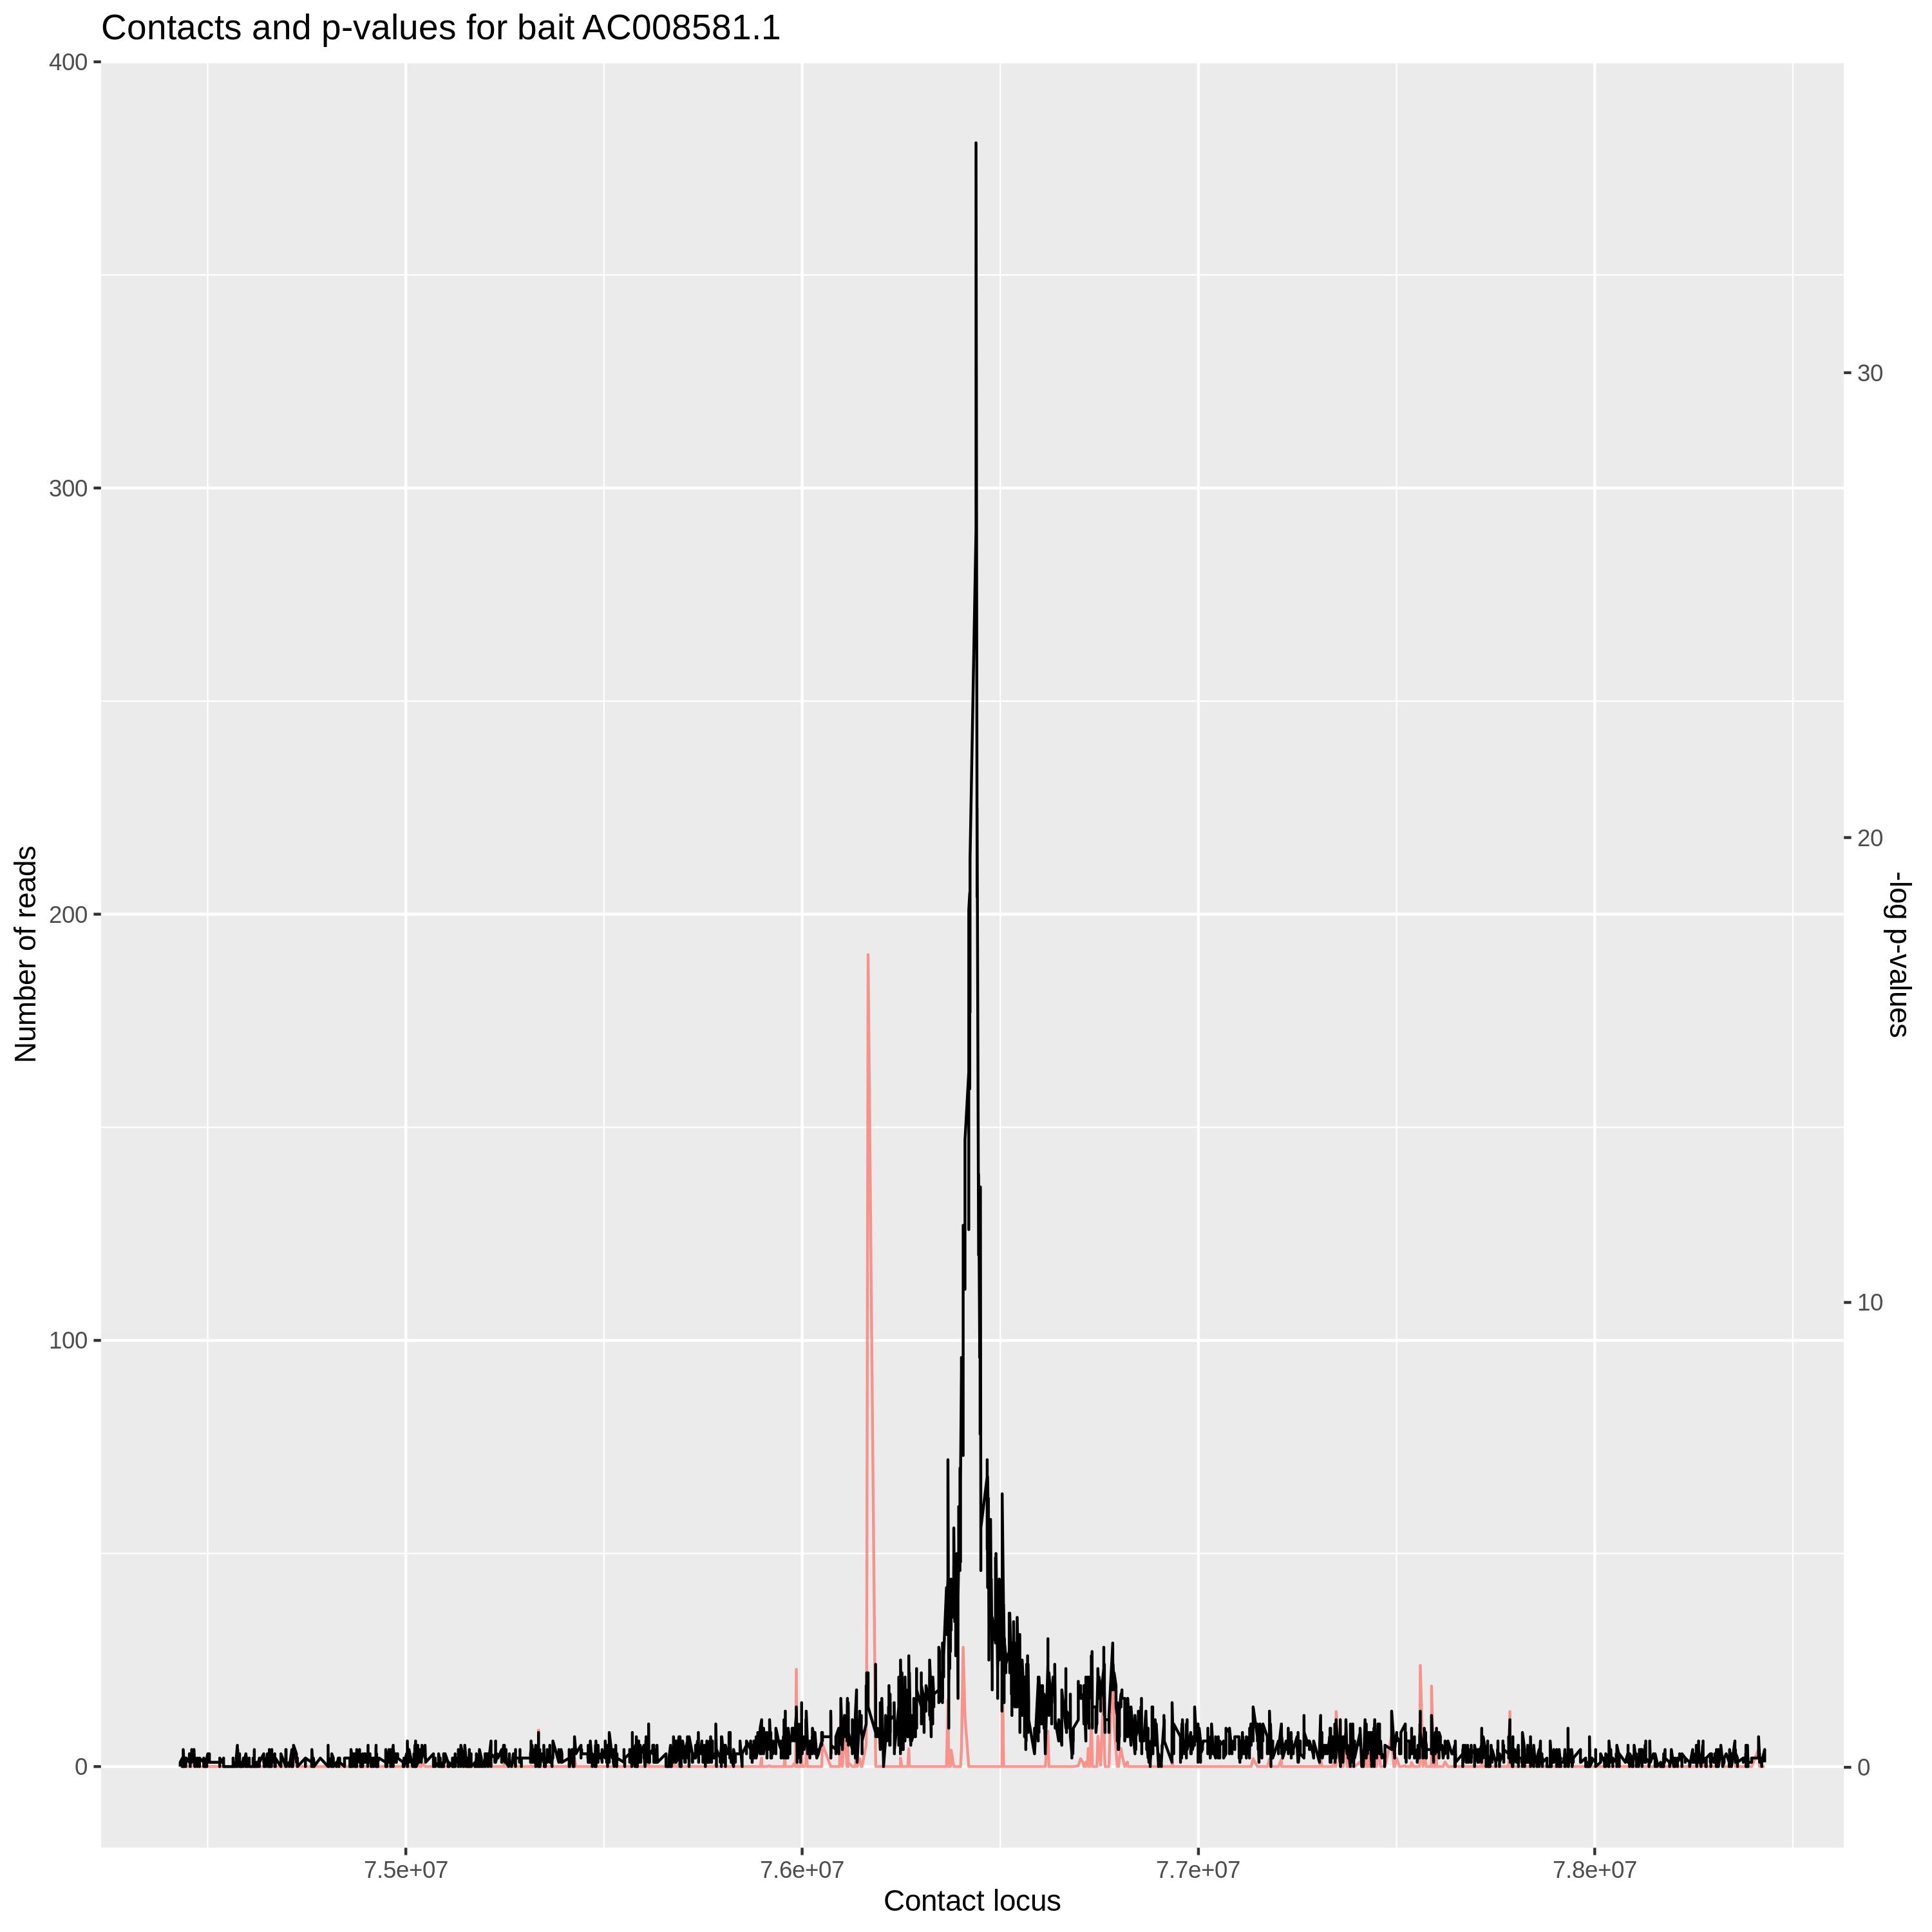 Contacts and p-values for bait AC008581.1
400
300
200
100
0
30
20
10
0
Number of reads
-log p-values
7.5e+07 7.6e+07 7.7e+07 7.8e+07
Contact locus